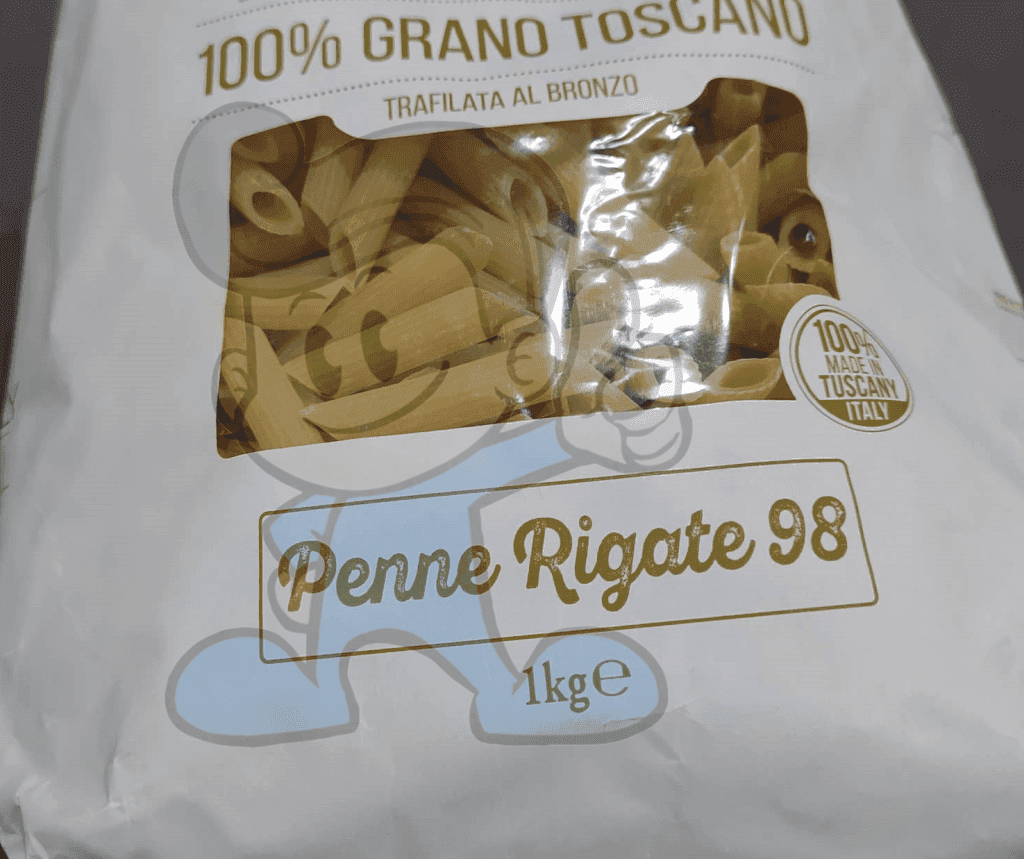 100% GRANO TOSCANO
TRAFILATA AL BRONZO
100%
MADE IN
TUSCANY
ITALY
Penne Rigate 98
1kg℮